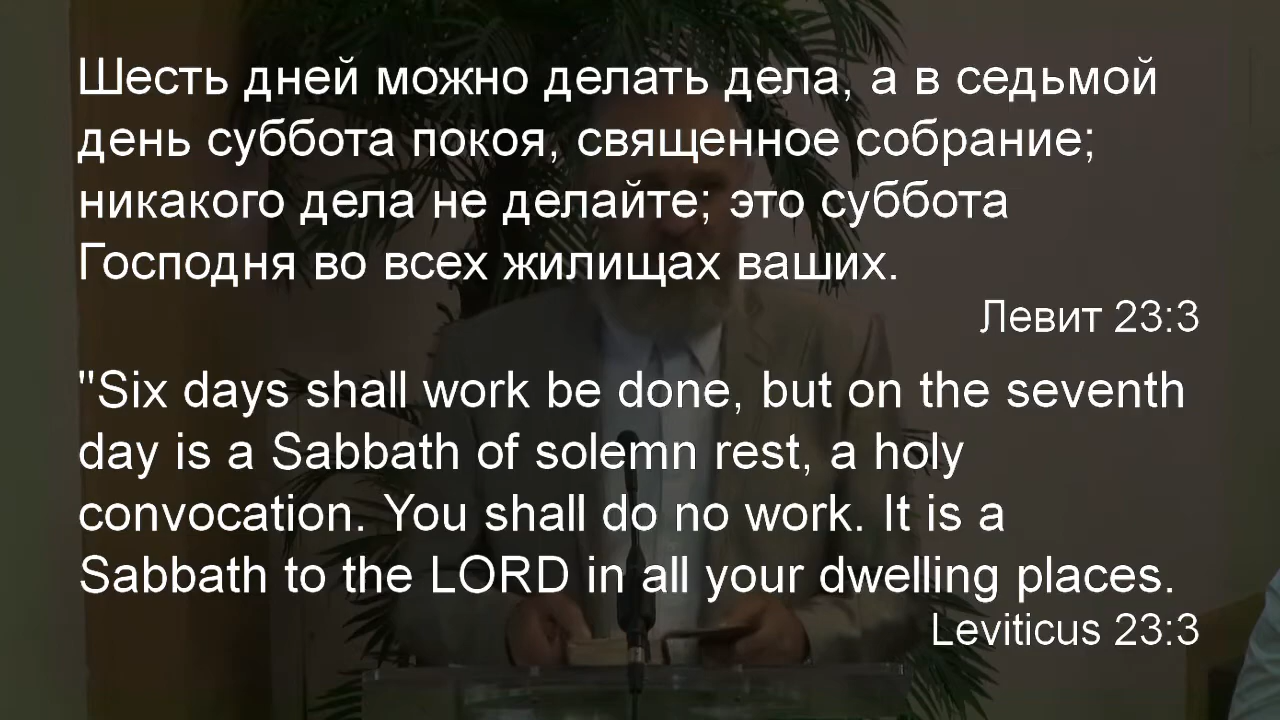 Шесть дней можно делать дела, а в седьмой
день суббота покоя, священное собрание;
никакого дела не делайте; это суббота
Господня во всех жилищах ваших.
Левит 23:3
"Six days shall work be done, but on the seventh
day is a Sabbath of solemn rest, a holy
convocation. You shall do no work. It is a
Sabbath to the LORD in all your dwelling places.
Leviticus 23:3